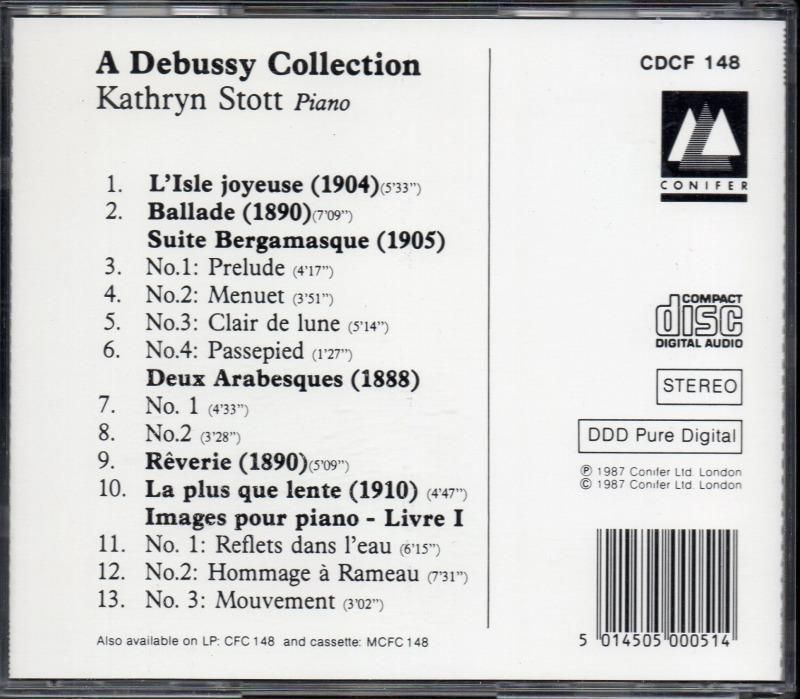 A Debussy Collection
Kathryn Stott Piano
1. L'Isle joyeuse (1904)(5'33")
2. Ballade (1890)(7'09")
Suite Bergamasque (1905)
3. No.1: Prelude (4'17")
4. No.2: Menuet (3'51")
5. No.3: Clair de lune (5'14")
6. No.4: Passepied (1'27")
Deux Arabesques (1888)
7. No. 1 (4'33")
8. No.2 (3'28")
9. Rêverie (1890)(5'09")
10. La plus que lente (1910) (4'47")
Images pour piano - Livre I
11. No. 1: Reflets dans l'eau (6'15")
12. No.2: Hommage à Rameau (7'31")
13. No. 3: Mouvement (3'02")
Also available on LP: CFC 148 and cassette: MCFC 148
CDCF 148
CONIFER
COMPACT
disc
DIGITAL AUDIO
STEREO
DDD Pure Digital
℗ 1987 Conifer Ltd. London
© 1987 Conifer Ltd. London
5 014505 000514